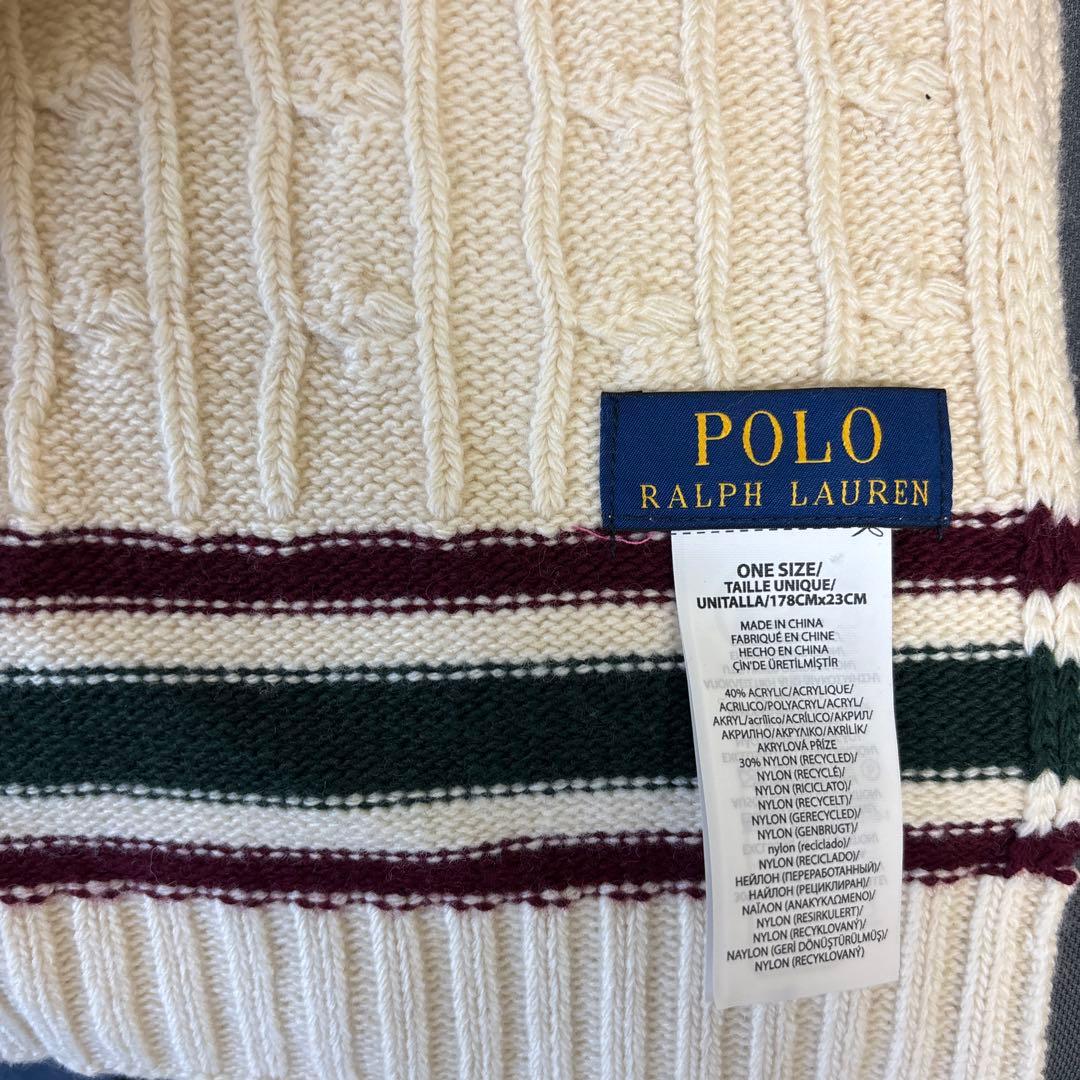 POLO
RALPH LAUREN
ONE SIZE/
TAILLE UNIQUE/
UNITALLA/178CMx23CM
MADE IN CHINA
FABRIQUÉ EN CHINE
HECHO EN CHINA
ÇİN'DE ÜRETİLMİŞTİR
40% ACRYLIC/ACRYLIQUE/
ACRILICO/POLYACRYL/ACRYL/
AKRYL/acrílico/ACRÍLICO/АКРИЛ/
АКРИЛНО/ΑΚΡΥΛΙΚΟ/AKRİLİK/
AKRYLOVÁ PŘÍZE
30% NYLON (RECYCLED)/
NYLON (RECYCLÉ)/
NYLON (RICICLATO)/
NYLON (RECYCELT)/
NYLON (GERECYCLED)/
NYLON (GENBRUGT)/
nylon (reciclado)/
NYLON (RECICLADO)/
НЕЙЛОН (ПЕРЕРАБОТАННЫЙ)/
НАЙЛОН (РЕЦИКЛИРАН)/
ΝΑΪΛΟΝ (ΑΝΑΚΥΚΛΩΜΕΝΟ)/
NYLON (RESIRKULERT)/
NYLON (RECYKLOVANÝ)/
NAYLON (GERİ DÖNÜŞTÜRÜLMÜŞ)/
NYLON (RECYKLOVANÝ)